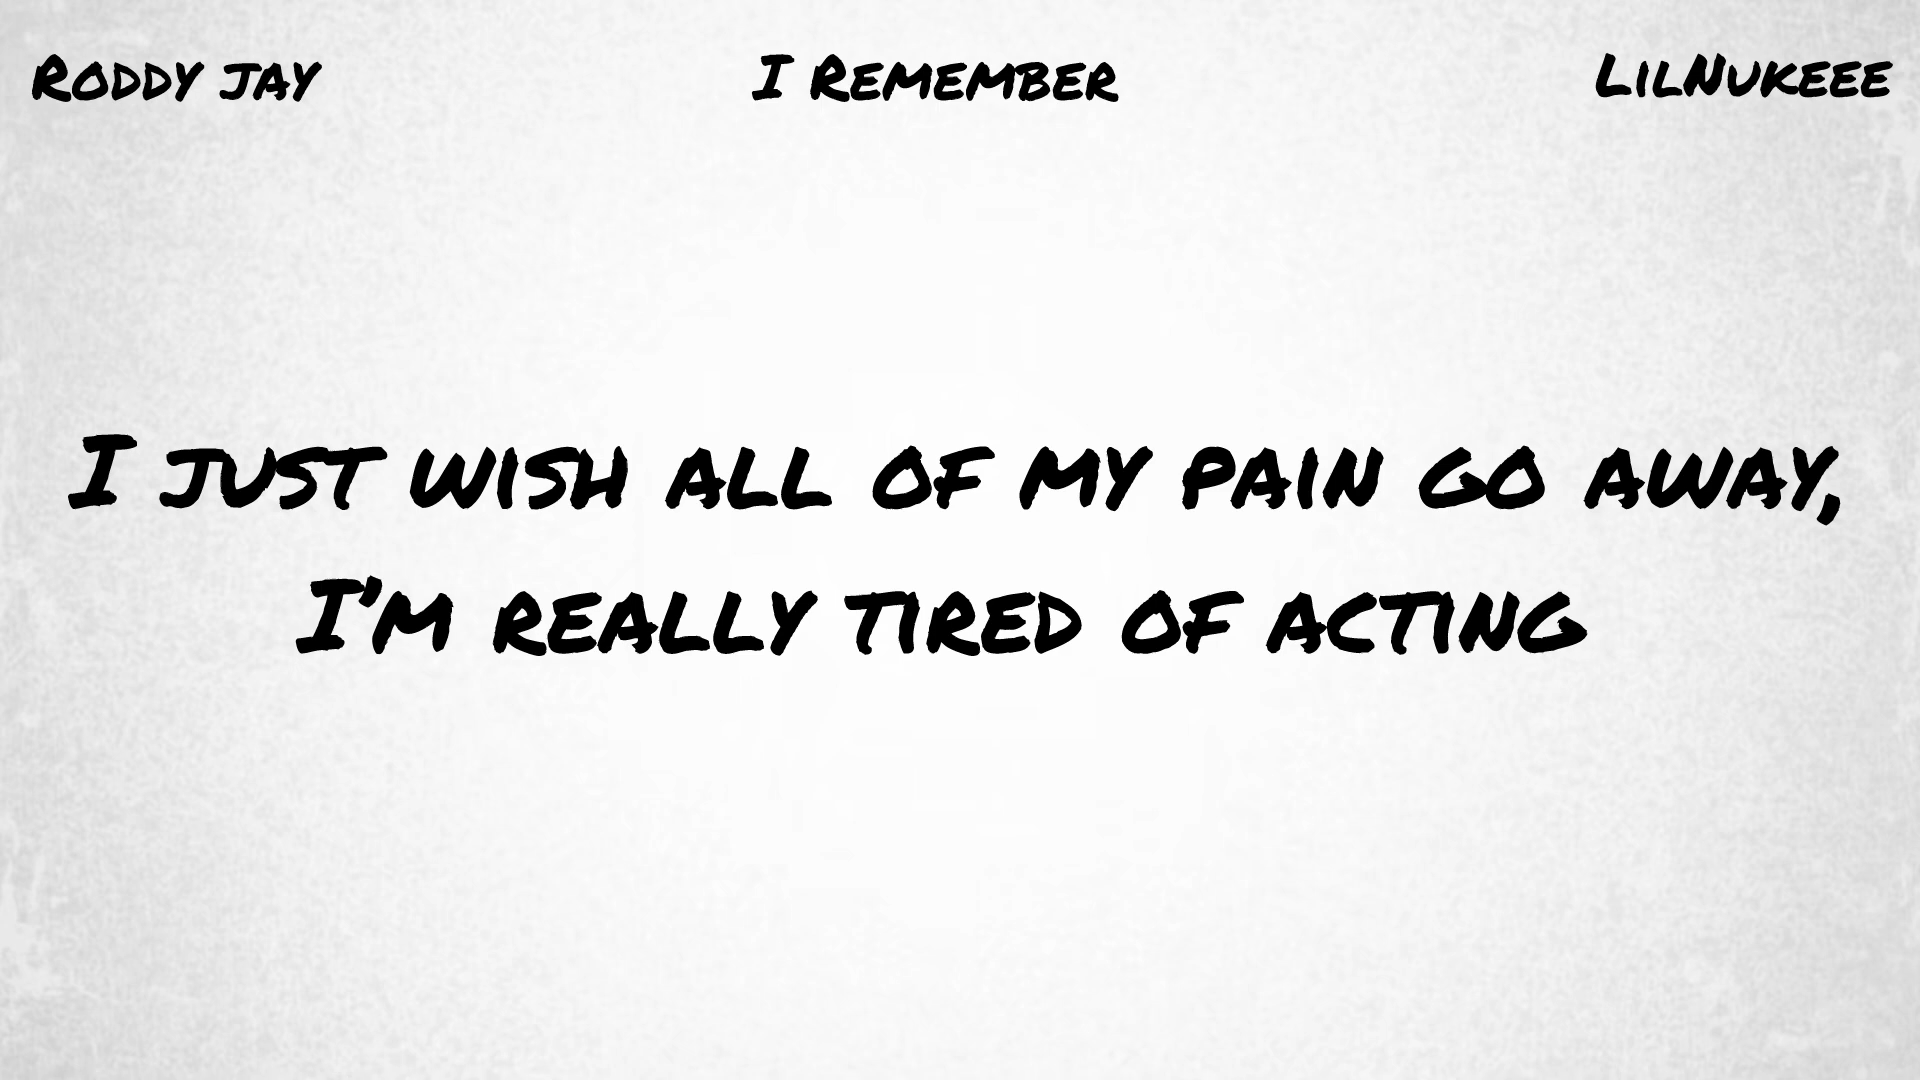 Roddy jay I Remember LilNukeee
I just wish all of my pain go away,
I'm really tired of acting